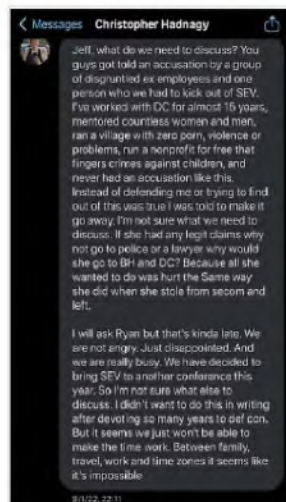 Messages Christopher Hadnagy
Jeff, what do we need to discuss? You
guys got told an accusation by a group
of disgruntled ex employees and one
person who we had to kick out of SEV.
I've worked with DC for almost 15 years,
mentored countless women and men,
ran a village with zero porn, violence or
problems, run a nonprofit for free that
fingers crimes against children, and
never had an accusation like this.
Instead of defending me or trying to find
out of this was true I was told to make it
go away. I'm not sure what we need to
discuss. If she had any legit claims why
not go to police or a lawyer why would
she go to BH and DC? Because all she
wanted to do was hurt the Same way
she did when she stole from secom and
left.
I will ask Ryan but that's kinda late. We
are not angry. Just disappointed. And
we are really busy. We have decided to
bring SEV to another conference this
year. So I'm not sure what else to
discuss. I didn't want to do this in writing
after devoting so many years to def con.
But it seems we just won't be able to
make the time work. Between family,
travel, work and time zones it seems like
it's impossible
22:11